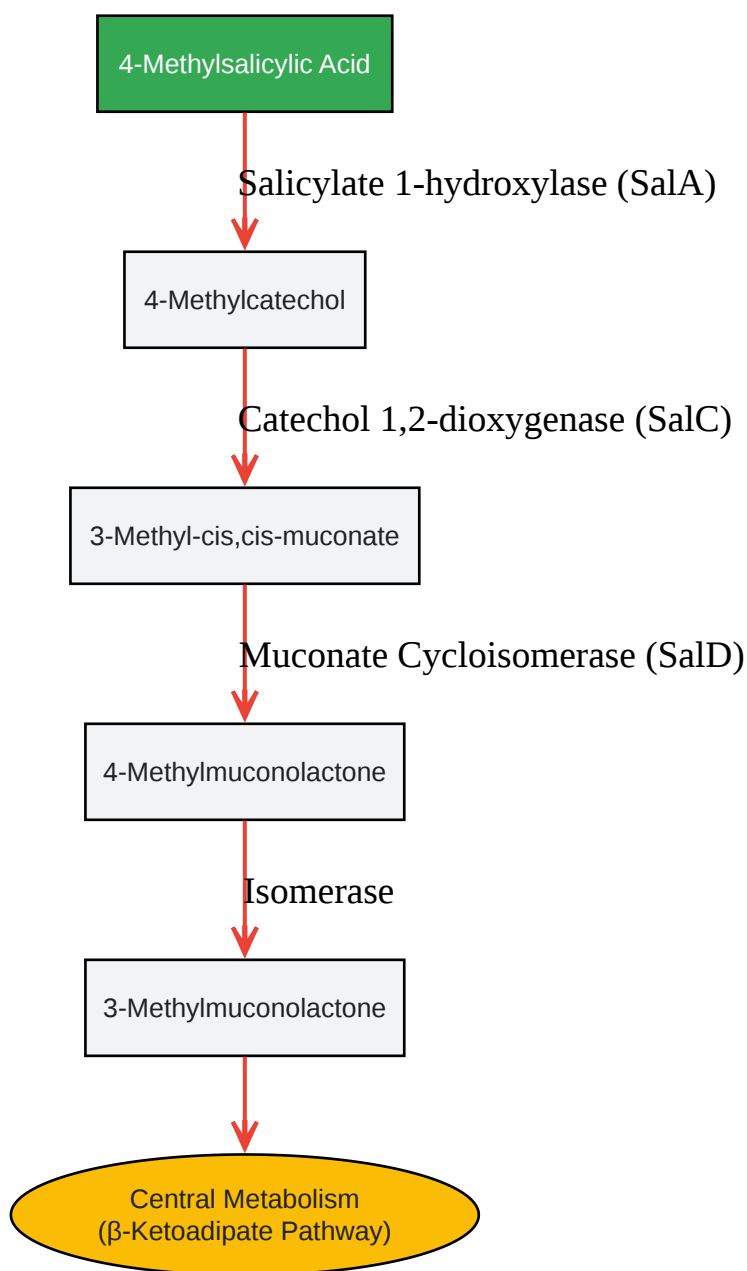 4-Methylsalicylic Acid
Salicylate 1-hydroxylase (SalA)
4-Methylcatechol
Catechol 1,2-dioxygenase (SalC)
3-Methyl-cis,cis-muconate
Muconate Cycloisomerase (SalD)
4-Methylmuconolactone
Isomerase
3-Methylmuconolactone
Central Metabolism
(β-Ketoadipate Pathway)